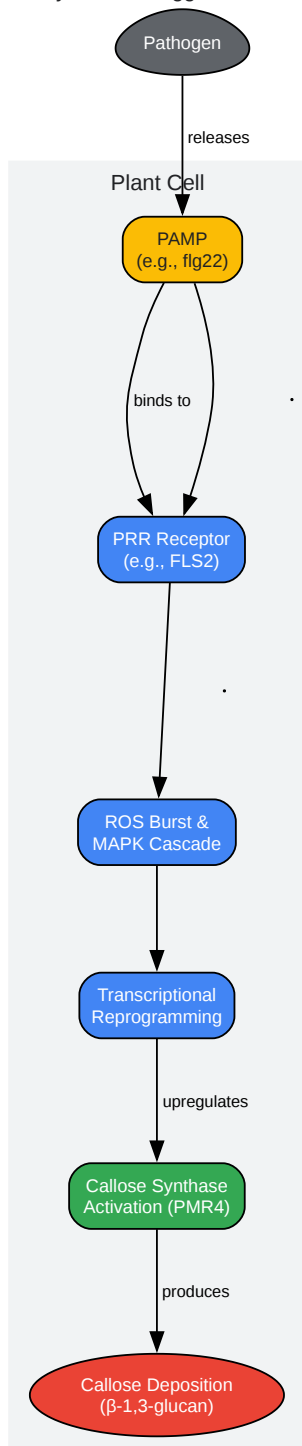 Pathogen
releases
Plant Cell
PAMP
(e.g., flg22)
binds to
PRR Receptor
(e.g., FLS2)
ROS Burst &
MAPK Cascade
Transcriptional
Reprogramming
upregulates
Callose Synthase
Activation (PMR4)
produces
Callose Deposition
(β-1,3-glucan)